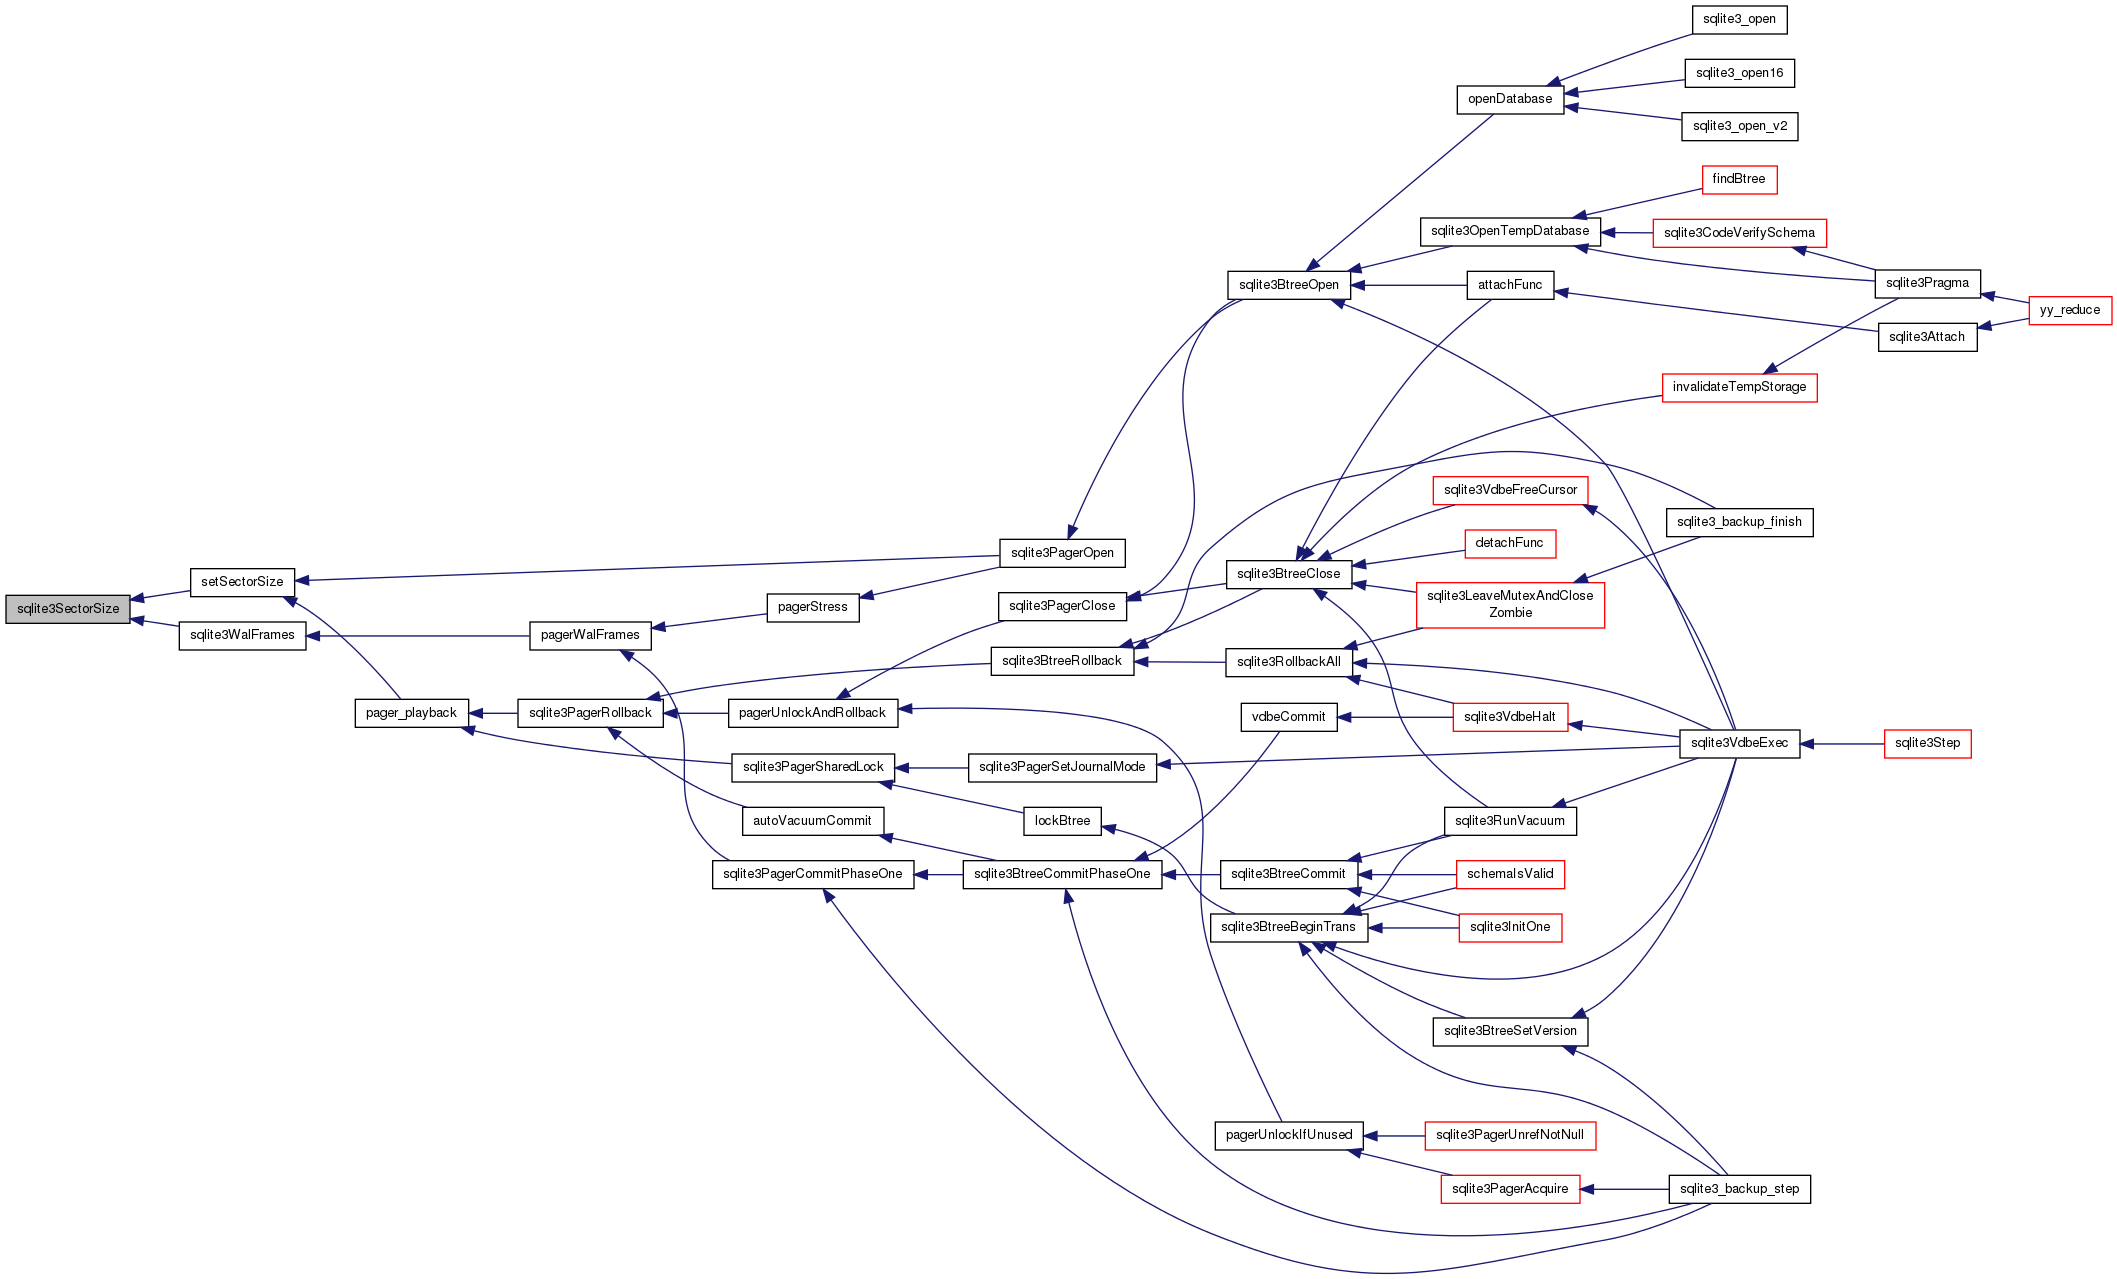 sqlite3_open
sqlite3_open16
openDatabase
sqlite3_open_v2
findBtree
sqlite3OpenTempDatabase
sqlite3CodeVerifySchema
sqlite3BtreeOpen
attachFunc
sqlite3Pragma
yy_reduce
sqlite3Attach
invalidateTempStorage
sqlite3VdbeFreeCursor
sqlite3_backup_finish
detachFunc
sqlite3PagerOpen
sqlite3BtreeClose
setSectorSize
sqlite3LeaveMutexAndClose
Zombie
sqlite3SectorSize
pagerStress
sqlite3PagerClose
sqlite3WalFrames
pagerWalFrames
sqlite3BtreeRollback
sqlite3RollbackAll
pager_playback
sqlite3PagerRollback
pagerUnlockAndRollback
vdbeCommit
sqlite3VdbeHalt
sqlite3VdbeExec
sqlite3Step
sqlite3PagerSharedLock
sqlite3PagerSetJournalMode
autoVacuumCommit
lockBtree
sqlite3RunVacuum
sqlite3PagerCommitPhaseOne
sqlite3BtreeCommitPhaseOne
sqlite3BtreeCommit
schemaIsValid
sqlite3BtreeBeginTrans
sqlite3InitOne
sqlite3BtreeSetVersion
pagerUnlockIfUnused
sqlite3PagerUnrefNotNull
sqlite3PagerAcquire
sqlite3_backup_step